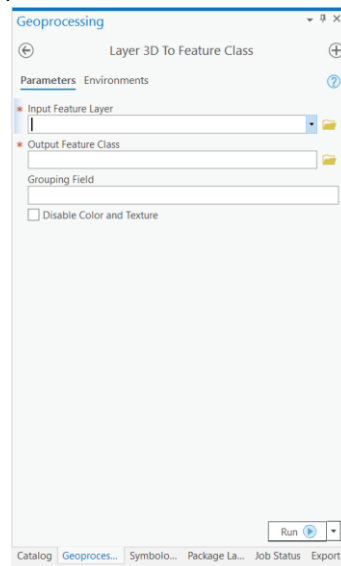 Geoprocessing
Layer 3D To Feature Class
Parameters Environments
* Input Feature Layer
* Output Feature Class
Grouping Field
Disable Color and Texture
Run
Catalog Geoproces... Symbolo... Package La... Job Status Export